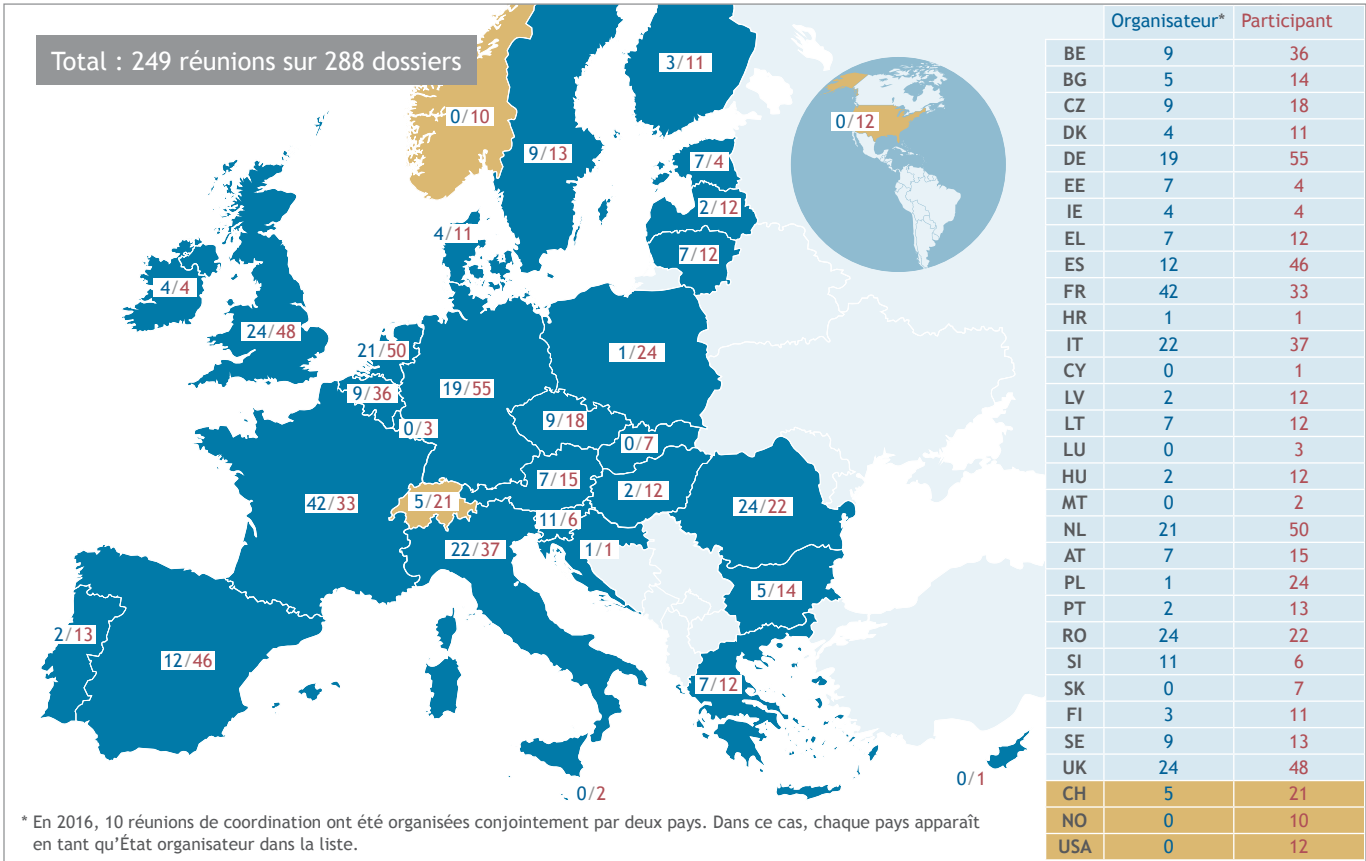 Total : 249 réunions sur 288 dossiers
3/11
0/10
0/12
9/13
7/4
2/12
4/11
7/12
4/4
24/48
21/50
1/24
9/36
19/55
0/3
9/18
0/7
7/15
2/12
42/33
5/21
24/22
11/6
22/37
1/1
5/14
2/13
12/46
7/12
0/1
0/2
* En 2016, 10 réunions de coordination ont été organisées conjointement par deux pays. Dans ce cas, chaque pays apparaît
en tant qu’État organisateur dans la liste.
Organisateur* Participant
BE 9 36
BG 5 14
CZ 9 18
DK 4 11
DE 19 55
EE 7 4
IE 4 4
EL 7 12
ES 12 46
FR 42 33
HR 1 1
IT 22 37
CY 0 1
LV 2 12
LT 7 12
LU 0 3
HU 2 12
MT 0 2
NL 21 50
AT 7 15
PL 1 24
PT 2 13
RO 24 22
SI 11 6
SK 0 7
FI 3 11
SE 9 13
UK 24 48
CH 5 21
NO 0 10
USA 0 12